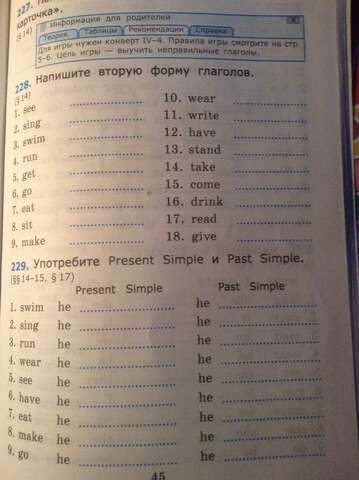 227.
карточка».
(§14)
Информация для родителей
Теория Таблицы Рекомендации Справка
Для игры нужен конверт IV–4. Правила игры смотрите на стр.
5–6. Цель игры — выучить неправильные глаголы.
228. Напишите вторую форму глаголов.
(§14)
1. see
2. sing
3. swim
4. run
5. get
6. go
7. eat
8. sit
9. make
10. wear
11. write
12. have
13. stand
14. take
15. come
16. drink
17. read
18. give
229. Употребите Present Simple и Past Simple.
(§§14–15, §17)
Present Simple Past Simple
1. swim he he
2. sing he he
3. run he he
4. wear he he
5. see he he
6. have he he
7. eat he he
8. make he he
9. go he he
45